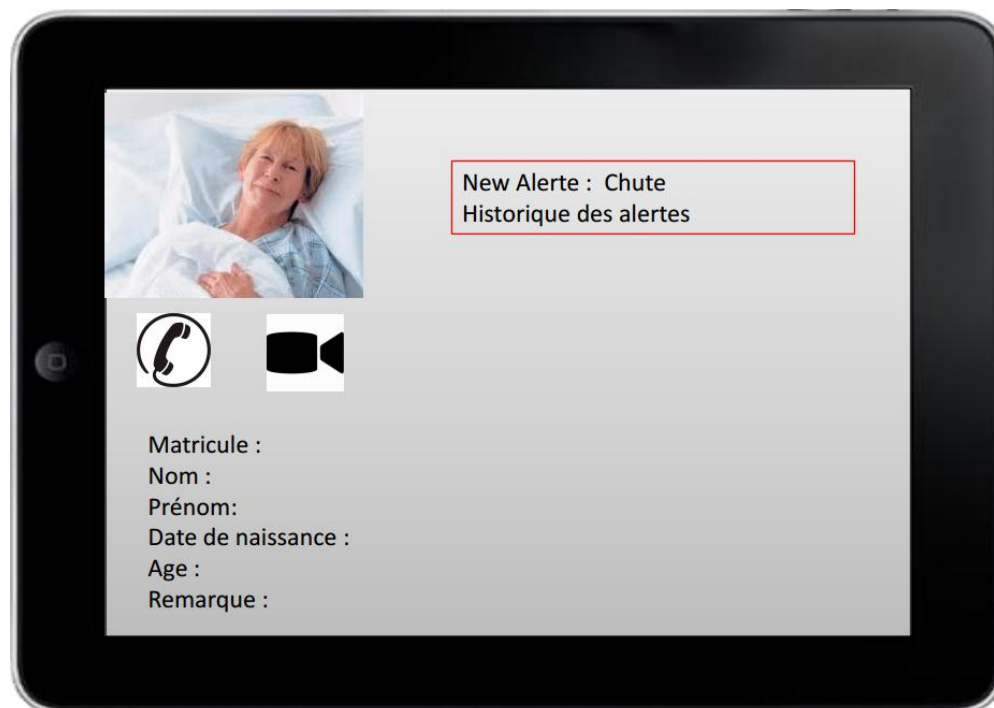 New Alerte : Chute
Historique des alertes
Matricule :
Nom :
Prénom:
Date de naissance :
Age :
Remarque :